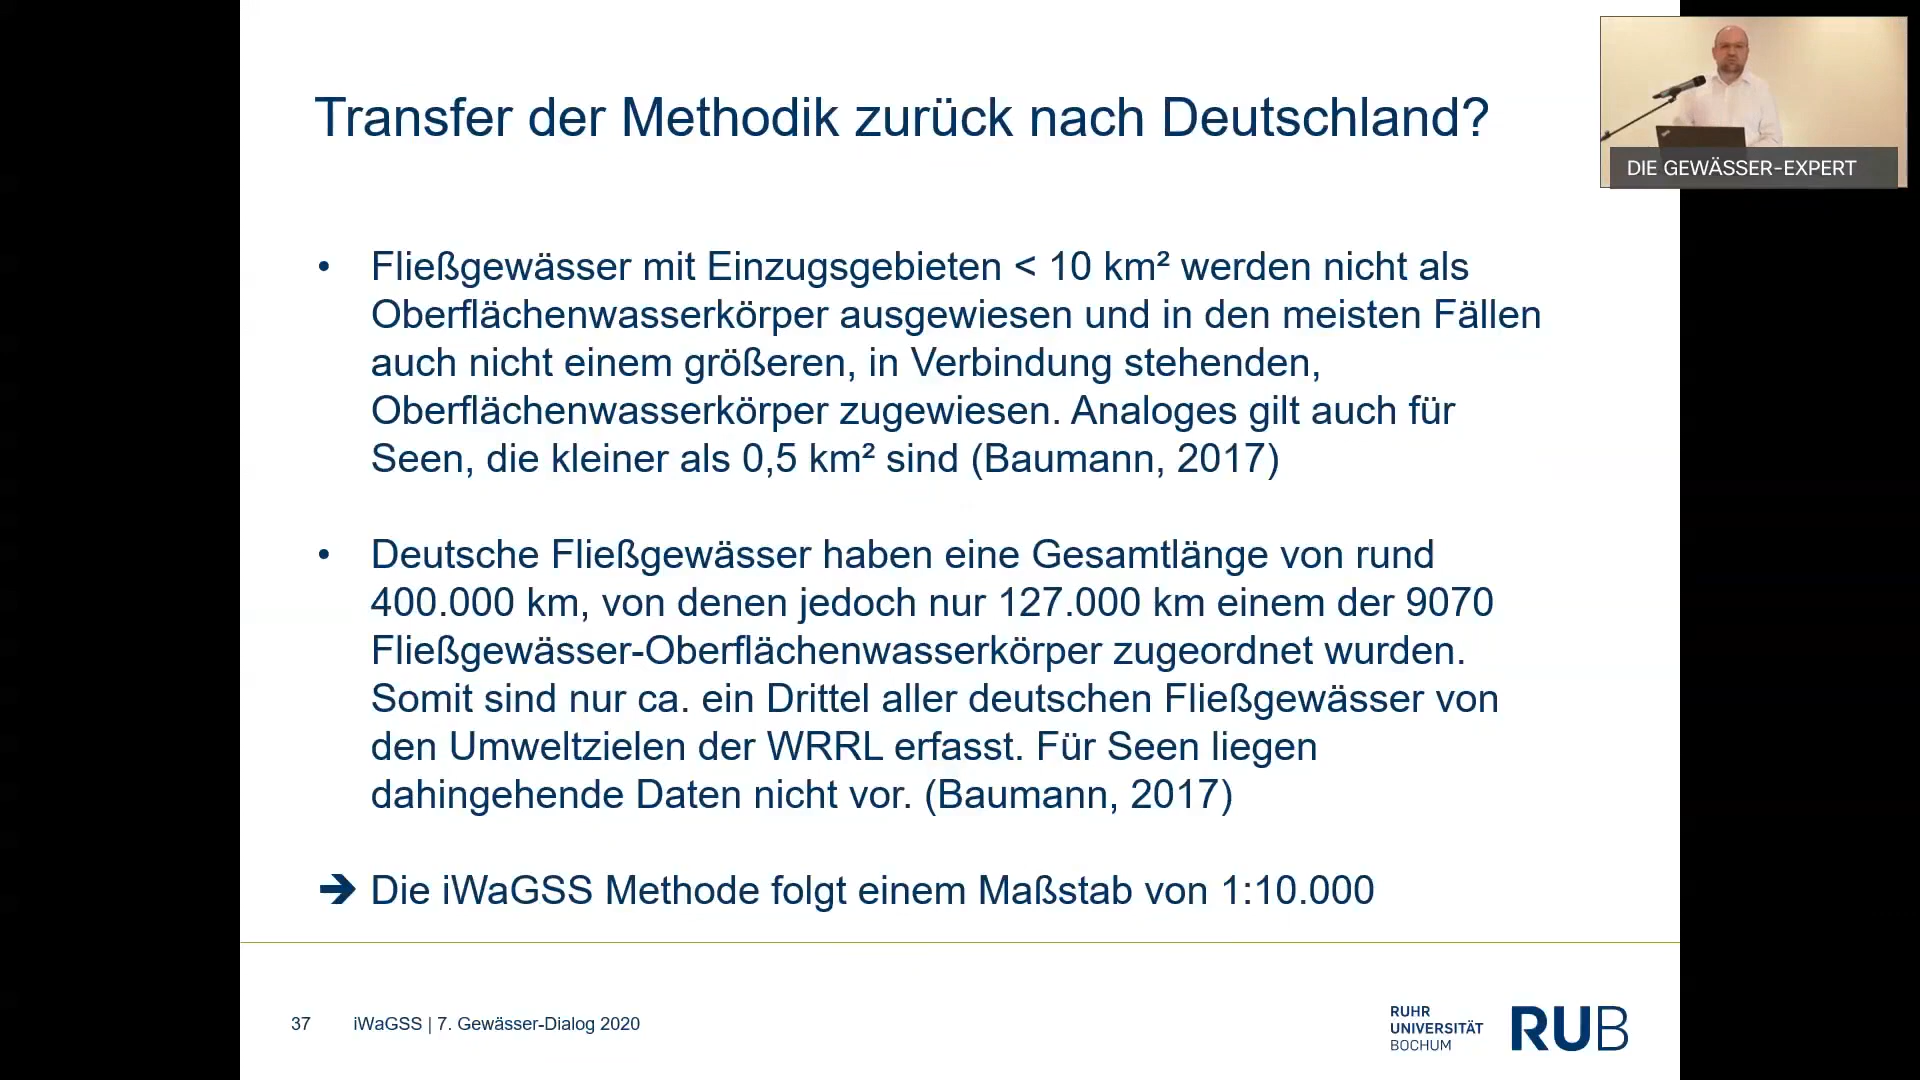 Transfer der Methodik zurück nach Deutschland?
DIE GEWÄSSER-EXPERT
• Fließgewässer mit Einzugsgebieten < 10 km² werden nicht als
Oberflächenwasserkörper ausgewiesen und in den meisten Fällen
auch nicht einem größeren, in Verbindung stehenden,
Oberflächenwasserkörper zugewiesen. Analoges gilt auch für
Seen, die kleiner als 0,5 km² sind (Baumann, 2017)
• Deutsche Fließgewässer haben eine Gesamtlänge von rund
400.000 km, von denen jedoch nur 127.000 km einem der 9070
Fließgewässer-Oberflächenwasserkörper zugeordnet wurden.
Somit sind nur ca. ein Drittel aller deutschen Fließgewässer von
den Umweltzielen der WRRL erfasst. Für Seen liegen
dahingehende Daten nicht vor. (Baumann, 2017)
➔ Die iWaGSS Methode folgt einem Maßstab von 1:10.000
37 iWaGSS | 7. Gewässer-Dialog 2020
RUHR
UNIVERSITÄT
BOCHUM
RUB